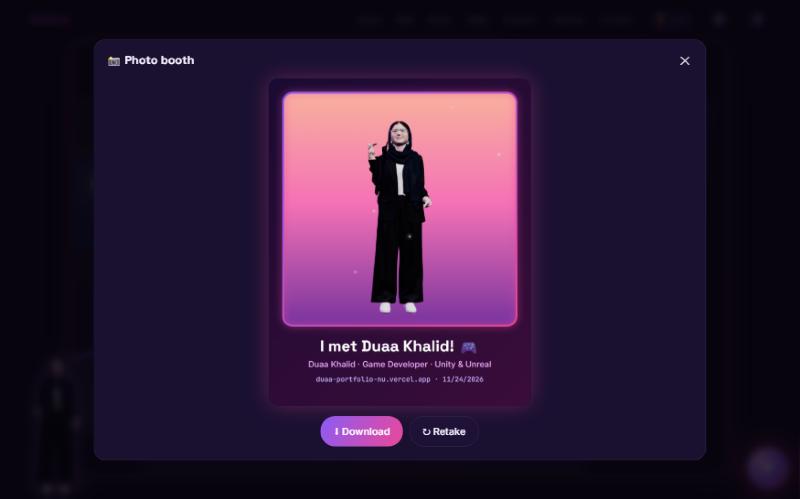 Photo booth
I met Duaa Khalid!
Duaa Khalid · Game Developer · Unity & Unreal
duaa-portfolio-nu.vercel.app · 11/24/2026
Download
Retake